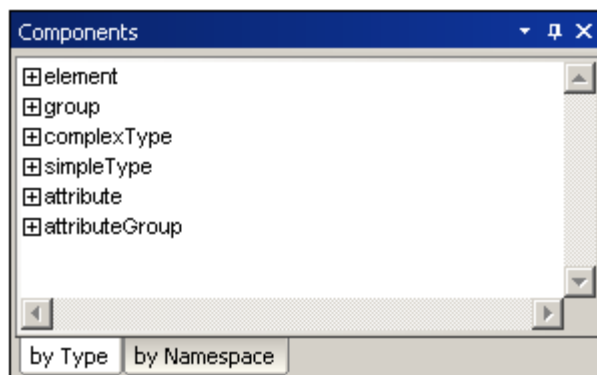 Components
element
group
complexType
simpleType
attribute
attributeGroup
by Type by Namespace